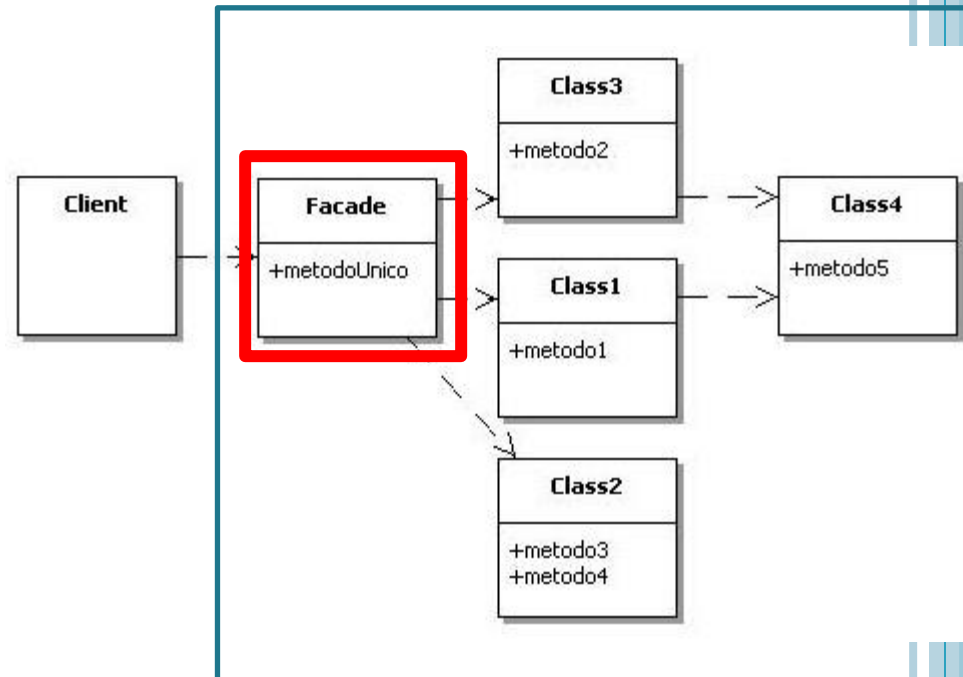 Client
Facade
+metodoUnico
Class3
+metodo2
Class1
+metodo1
Class2
+metodo3
+metodo4
Class4
+metodo5